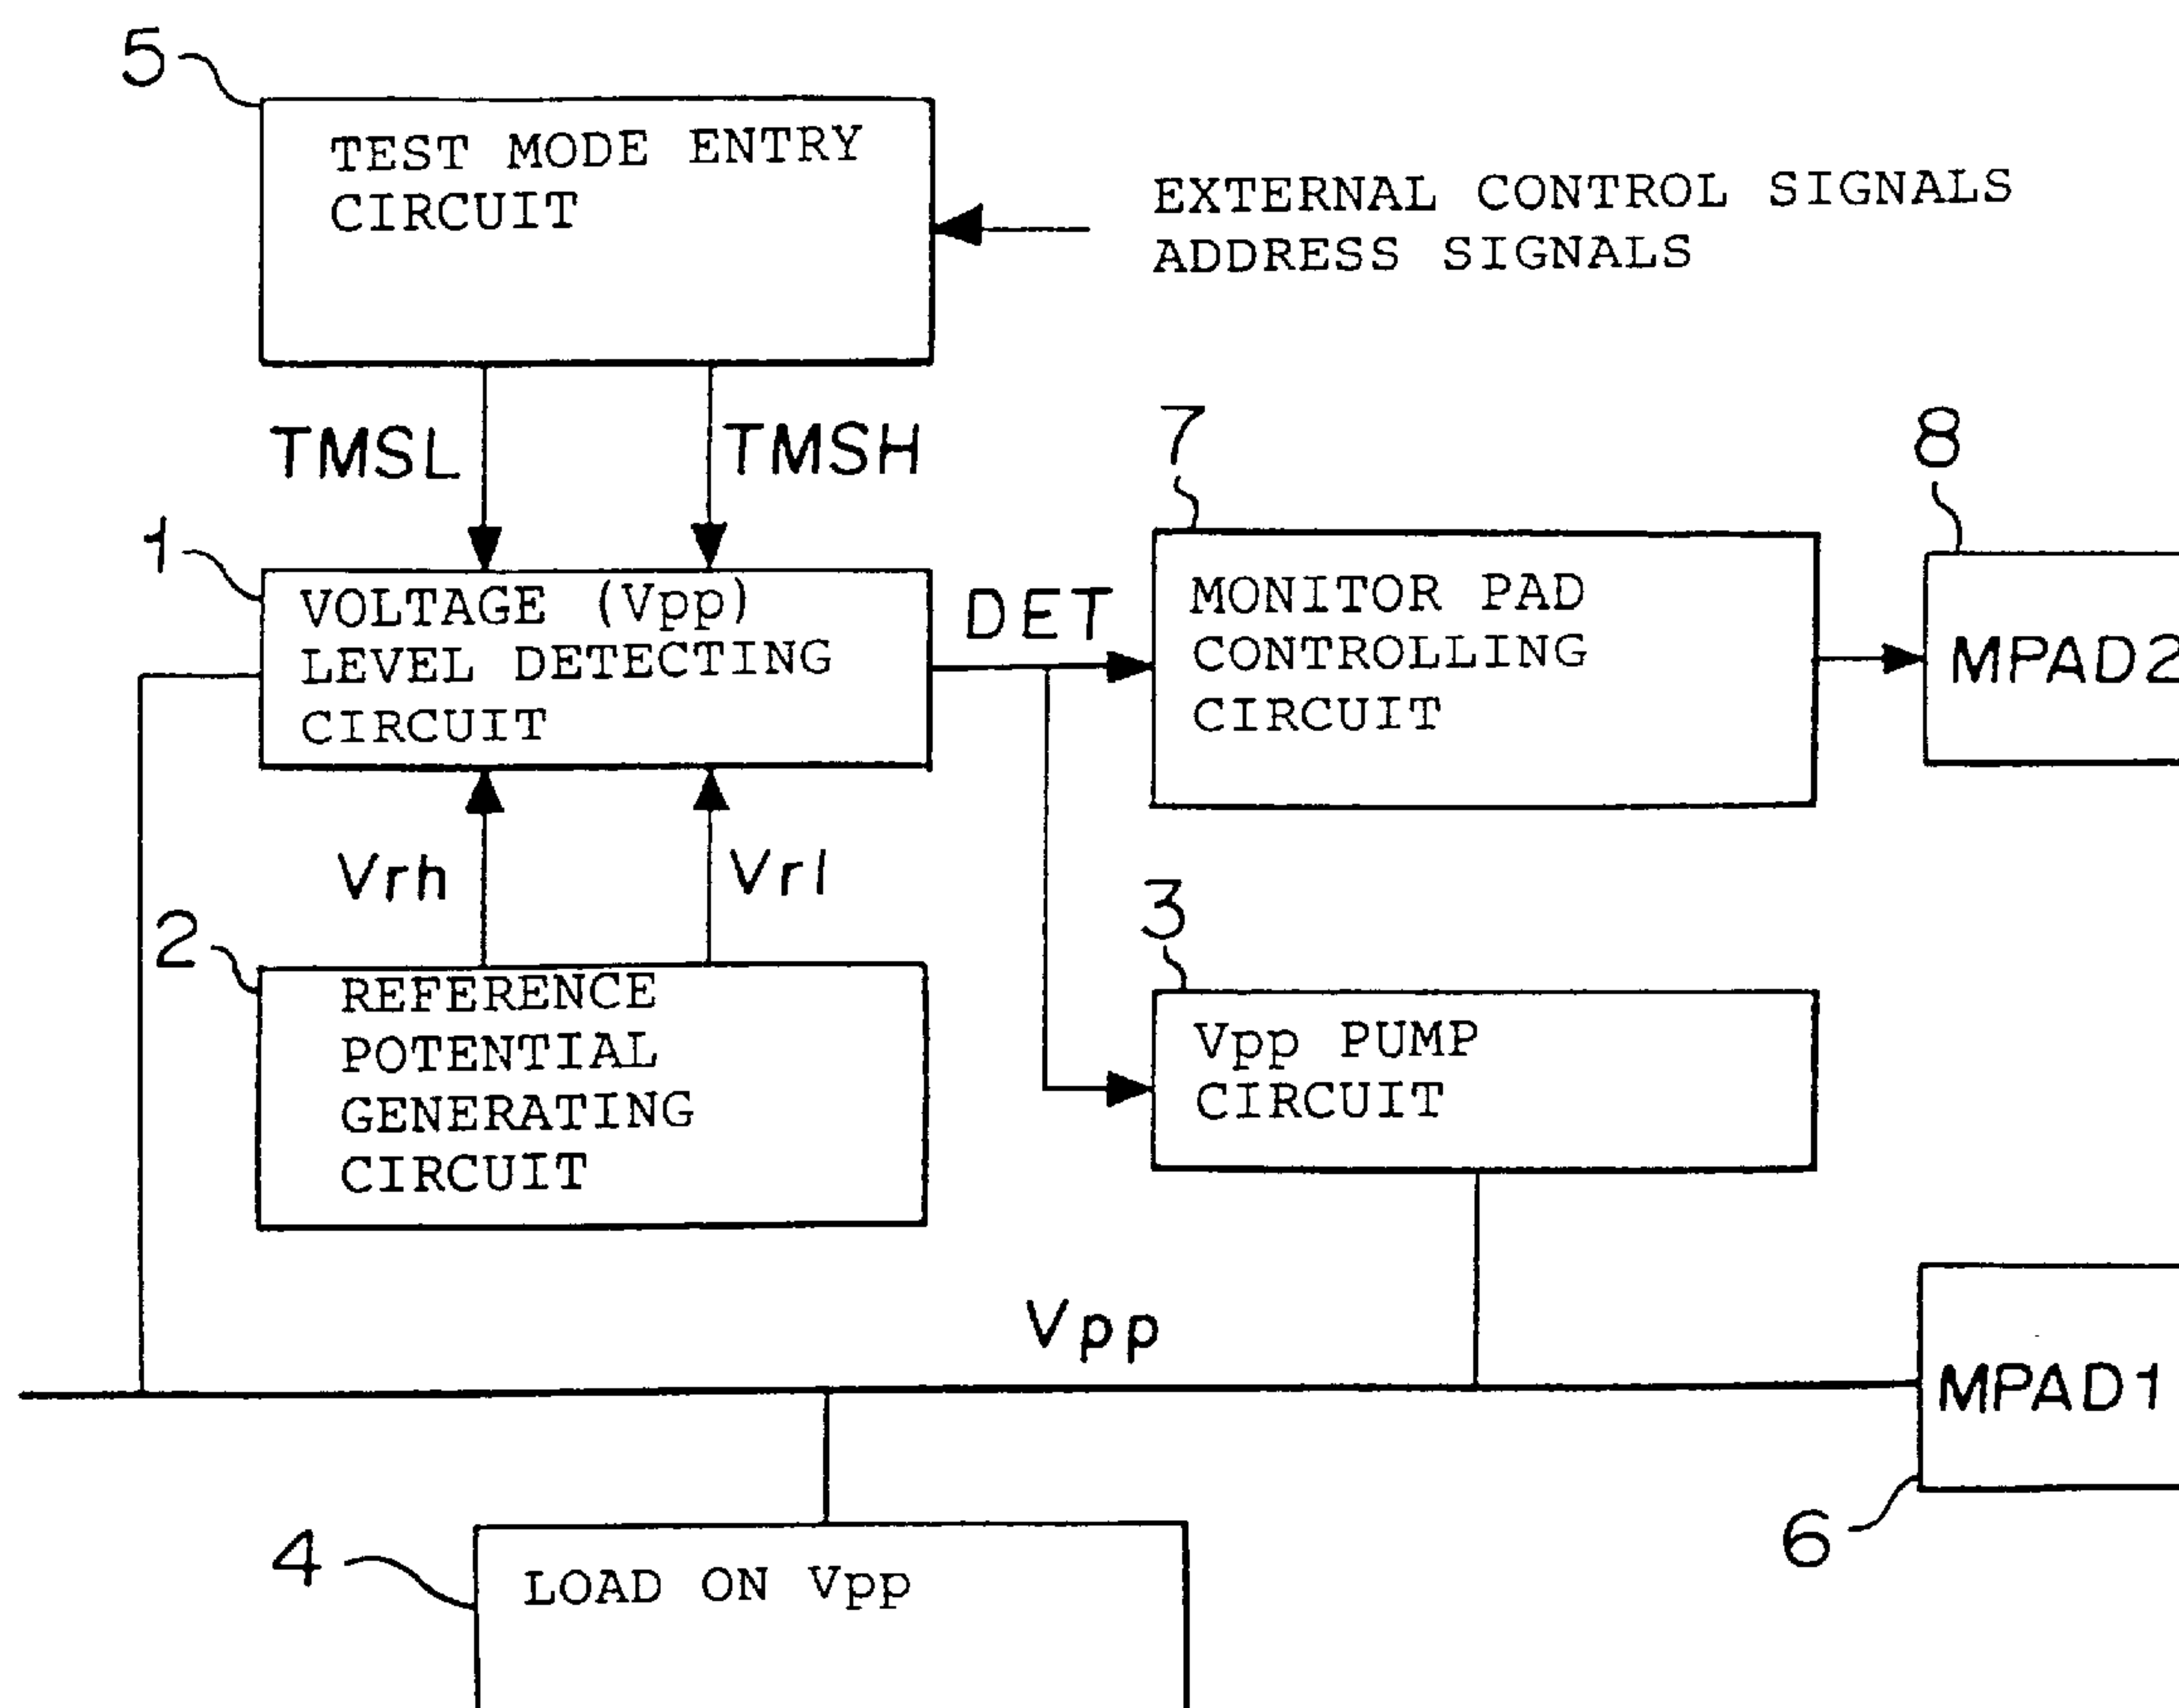 5
TEST MODE ENTRY
CIRCUIT
EXTERNAL CONTROL SIGNALS
ADDRESS SIGNALS
TMSL
TMSH
7
8
1
VOLTAGE (Vpp)
LEVEL DETECTING
CIRCUIT
DET
MONITOR PAD
CONTROLLING
CIRCUIT
MPAD2
Vrh
Vrl
2
REFERENCE
POTENTIAL
GENERATING
CIRCUIT
3
Vpp PUMP
CIRCUIT
Vpp
MPAD1
6
4
LOAD ON Vpp